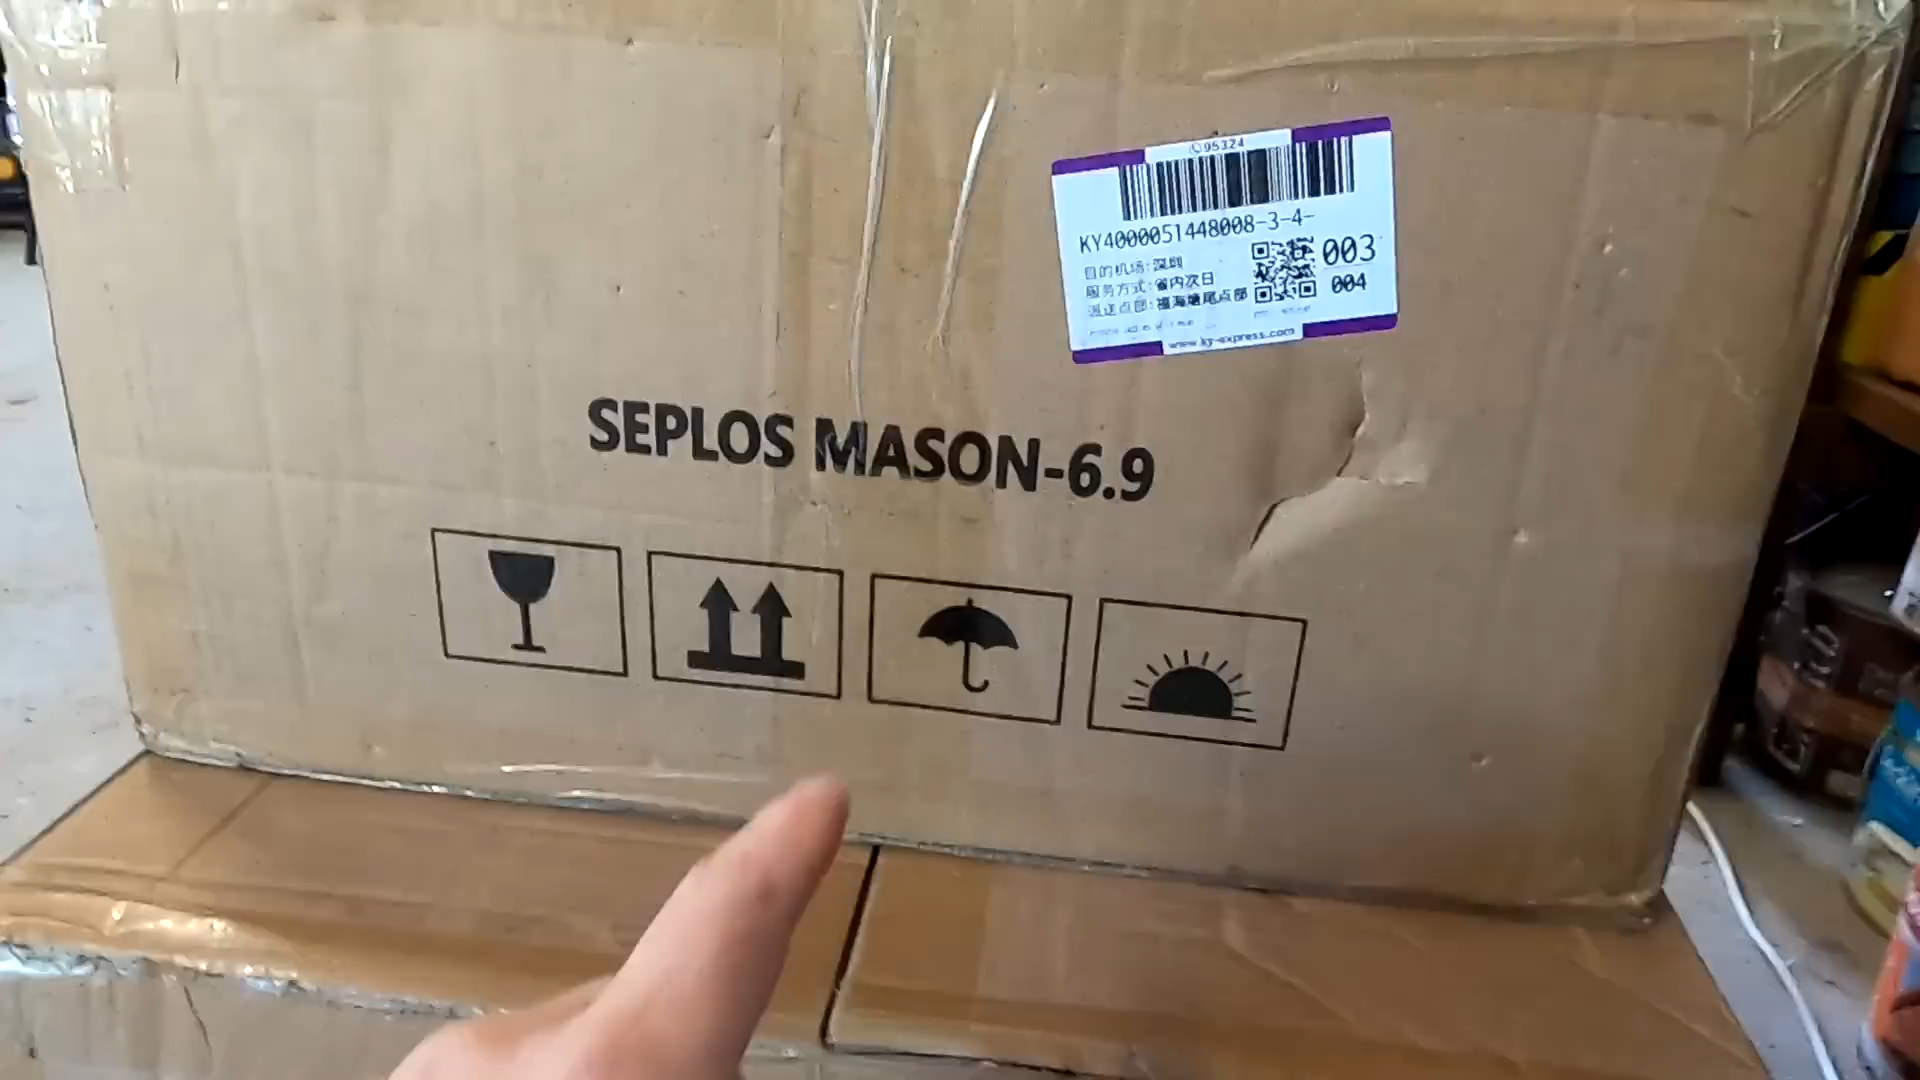 95324
KY4000051448008-3-4-
目的机场:深圳
服务方式:省内次日
派送点部:福海塘尾点部
003
004
www.ky-express.com
SEPLOS MASON-6.9